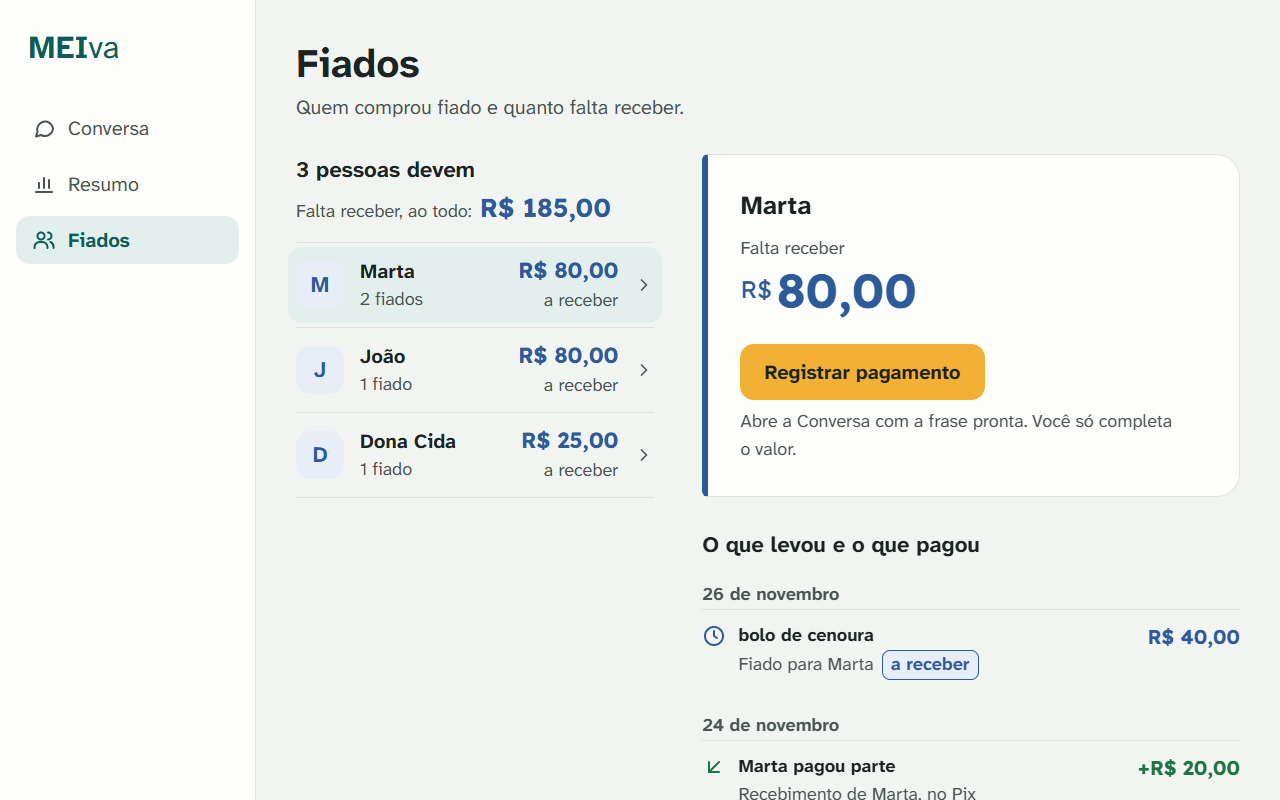 MEIva
Conversa
Resumo
Fiados
Fiados
Quem comprou fiado e quanto falta receber.
3 pessoas devem
Falta receber, ao todo: R$ 185,00
M
Marta
R$ 80,00
2 fiados
a receber
J
João
R$ 80,00
1 fiado
a receber
D
Dona Cida
R$ 25,00
1 fiado
a receber
Marta
Falta receber
R$ 80,00
Registrar pagamento
Abre a Conversa com a frase pronta. Você só completa
o valor.
O que levou e o que pagou
26 de novembro
bolo de cenoura
R$ 40,00
Fiado para Marta a receber
24 de novembro
Marta pagou parte
+R$ 20,00
Recebimento de Marta, no Pix